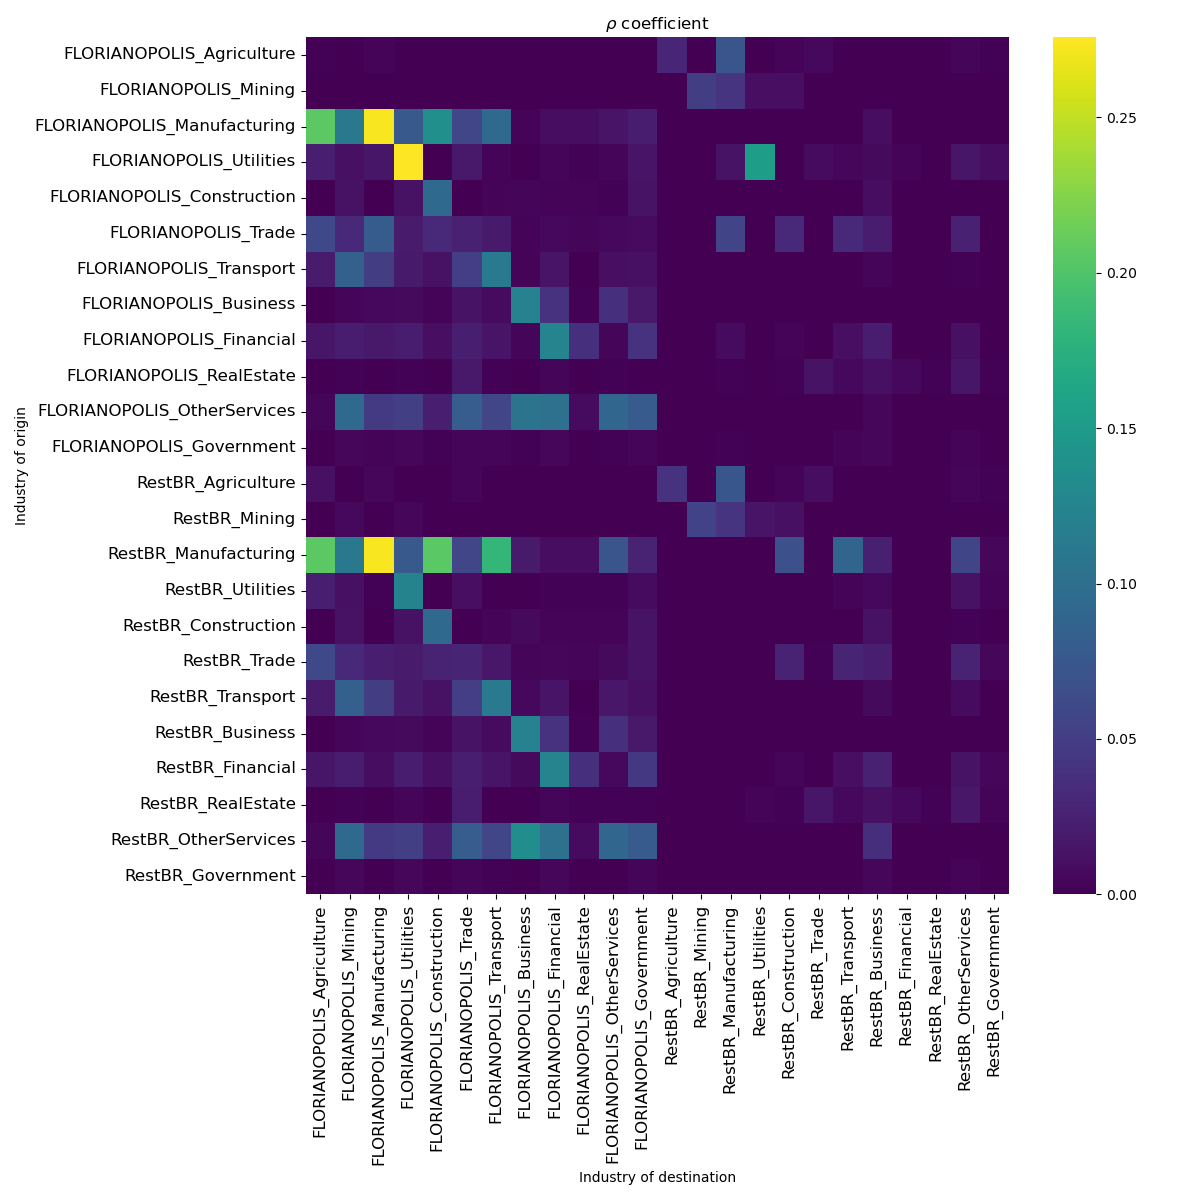 ρ coefficient
Industry of origin
FLORIANOPOLIS_Agriculture
FLORIANOPOLIS_Mining
FLORIANOPOLIS_Manufacturing
FLORIANOPOLIS_Utilities
FLORIANOPOLIS_Construction
FLORIANOPOLIS_Trade
FLORIANOPOLIS_Transport
FLORIANOPOLIS_Business
FLORIANOPOLIS_Financial
FLORIANOPOLIS_RealEstate
FLORIANOPOLIS_OtherServices
FLORIANOPOLIS_Government
RestBR_Agriculture
RestBR_Mining
RestBR_Manufacturing
RestBR_Utilities
RestBR_Construction
RestBR_Trade
RestBR_Transport
RestBR_Business
RestBR_Financial
RestBR_RealEstate
RestBR_OtherServices
RestBR_Government
0.25
0.20
0.15
0.10
0.05
0.00
FLORIANOPOLIS_Agriculture
FLORIANOPOLIS_Mining
FLORIANOPOLIS_Manufacturing
FLORIANOPOLIS_Utilities
FLORIANOPOLIS_Construction
FLORIANOPOLIS_Trade
FLORIANOPOLIS_Transport
FLORIANOPOLIS_Business
FLORIANOPOLIS_Financial
FLORIANOPOLIS_RealEstate
FLORIANOPOLIS_OtherServices
FLORIANOPOLIS_Government
RestBR_Agriculture
RestBR_Mining
RestBR_Manufacturing
RestBR_Utilities
RestBR_Construction
RestBR_Trade
RestBR_Transport
RestBR_Business
RestBR_Financial
RestBR_RealEstate
RestBR_OtherServices
RestBR_Government
Industry of destination